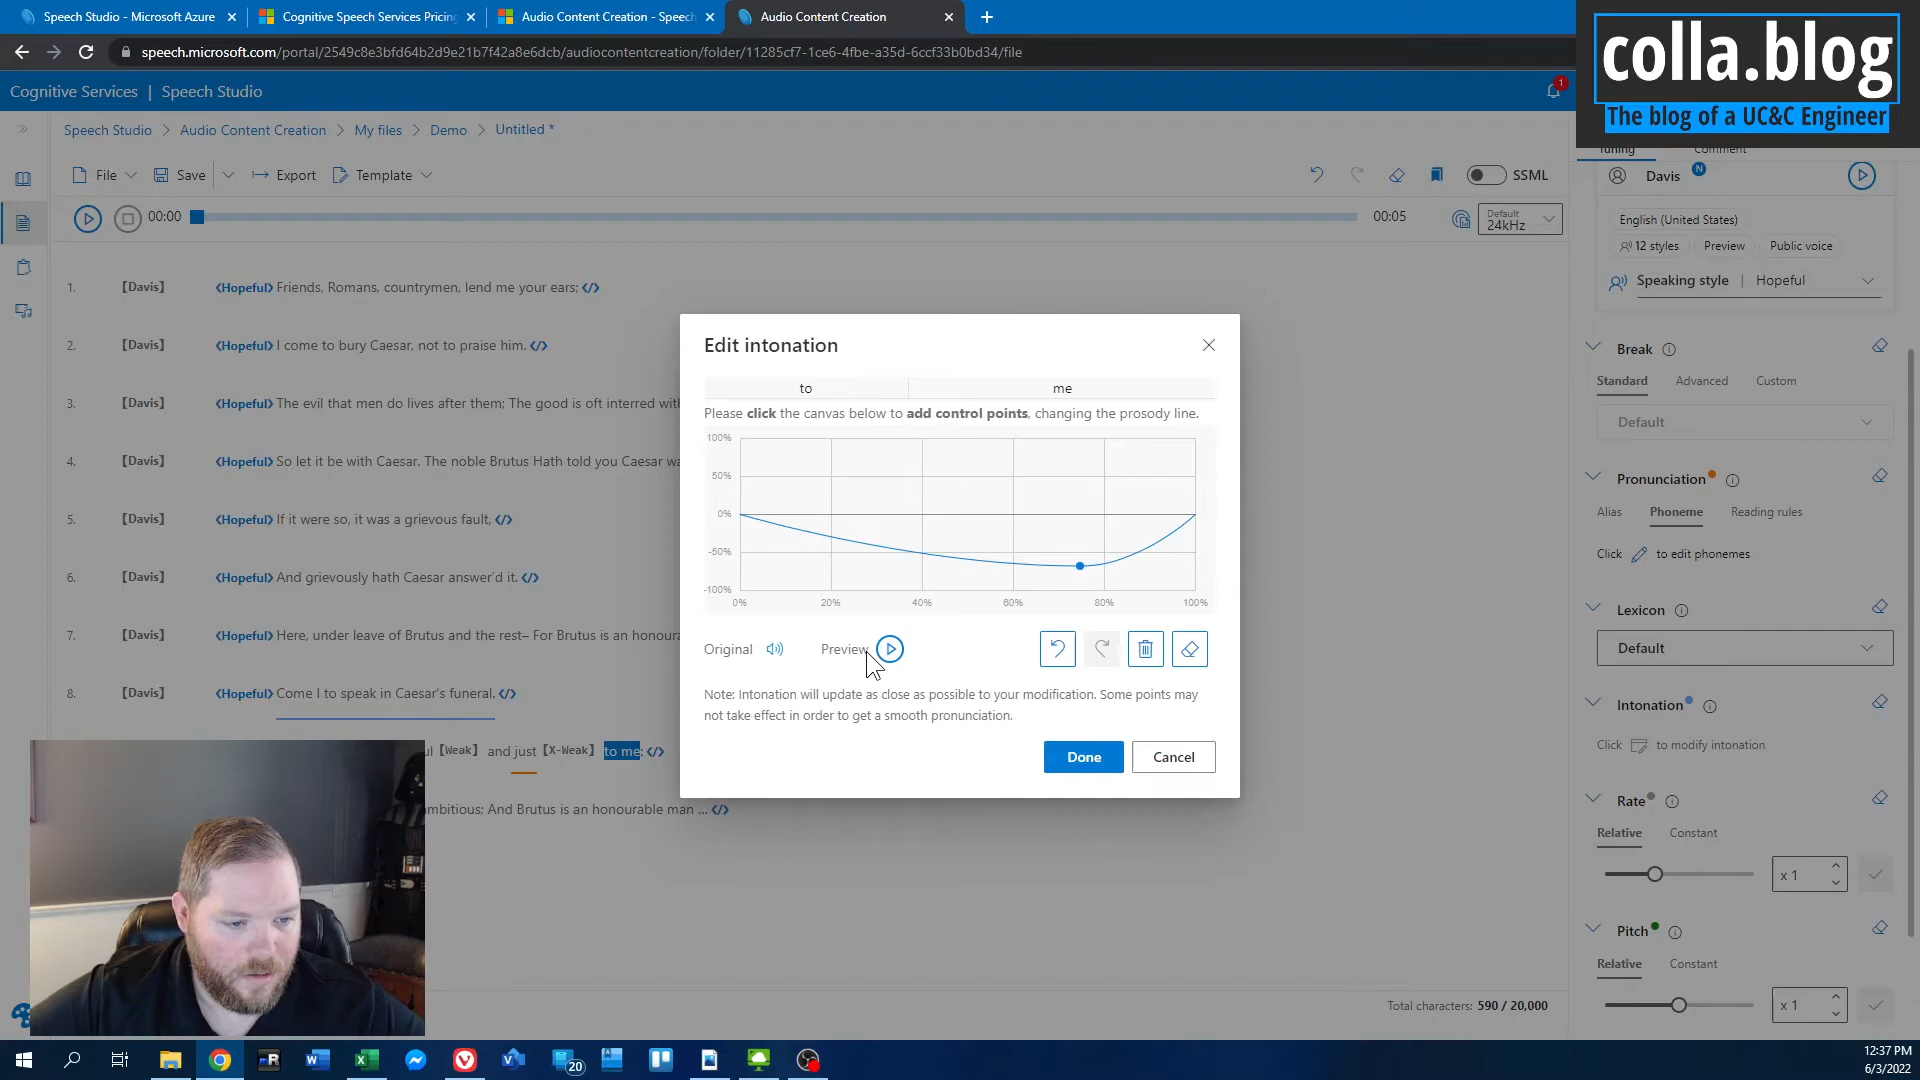 Speech Studio - Microsoft Azure
Cognitive Speech Services Pricing
Audio Content Creation - Speech
Audio Content Creation
speech.microsoft.com/portal/2549c8e3bfd64b2d9e21b7f42a8e6dcb/audiocontentcreation/folder/11285cf7-1ce6-4fbe-a35d-6ccf33b0bd34/file
colla.blog
The blog of a UC&C Engineer
Cognitive Services | Speech Studio
1
Speech Studio > Audio Content Creation > My files > Demo > Untitled *
Tuning Comment
File Save Export Template SSML
Davis N
00:00 00:05 Default 24kHz
English (United States)
12 styles Preview Public voice
Speaking style | Hopeful
1. [Davis] Hopeful Friends, Romans, countrymen, lend me your ears;
2. [Davis] Hopeful I come to bury Caesar, not to praise him.
3. [Davis] Hopeful The evil that men do lives after them; The good is oft interred with
4. [Davis] Hopeful So let it be with Caesar. The noble Brutus Hath told you Caesar wa
5. [Davis] Hopeful If it were so, it was a grievous fault,
6. [Davis] Hopeful And grievously hath Caesar answer'd it.
7. [Davis] Hopeful Here, under leave of Brutus and the rest– For Brutus is an honoura
8. [Davis] Hopeful Come I to speak in Caesar's funeral.
ul [Weak] and just [X-Weak] to me:
mbitious; And Brutus is an honourable man ...
Edit intonation
to me
Please click the canvas below to add control points, changing the prosody line.
100%
50%
0%
-50%
-100%
0% 20% 40% 60% 80% 100%
Original Preview
Note: Intonation will update as close as possible to your modification. Some points may
not take effect in order to get a smooth pronunciation.
Done Cancel
Break
Standard Advanced Custom
Default
Pronunciation
Alias Phoneme Reading rules
Click to edit phonemes
Lexicon
Default
Intonation
Click to modify intonation
Rate
Relative Constant
x 1
Pitch
Relative Constant
x 1
Total characters: 590 / 20,000
20
12:37 PM
6/3/2022